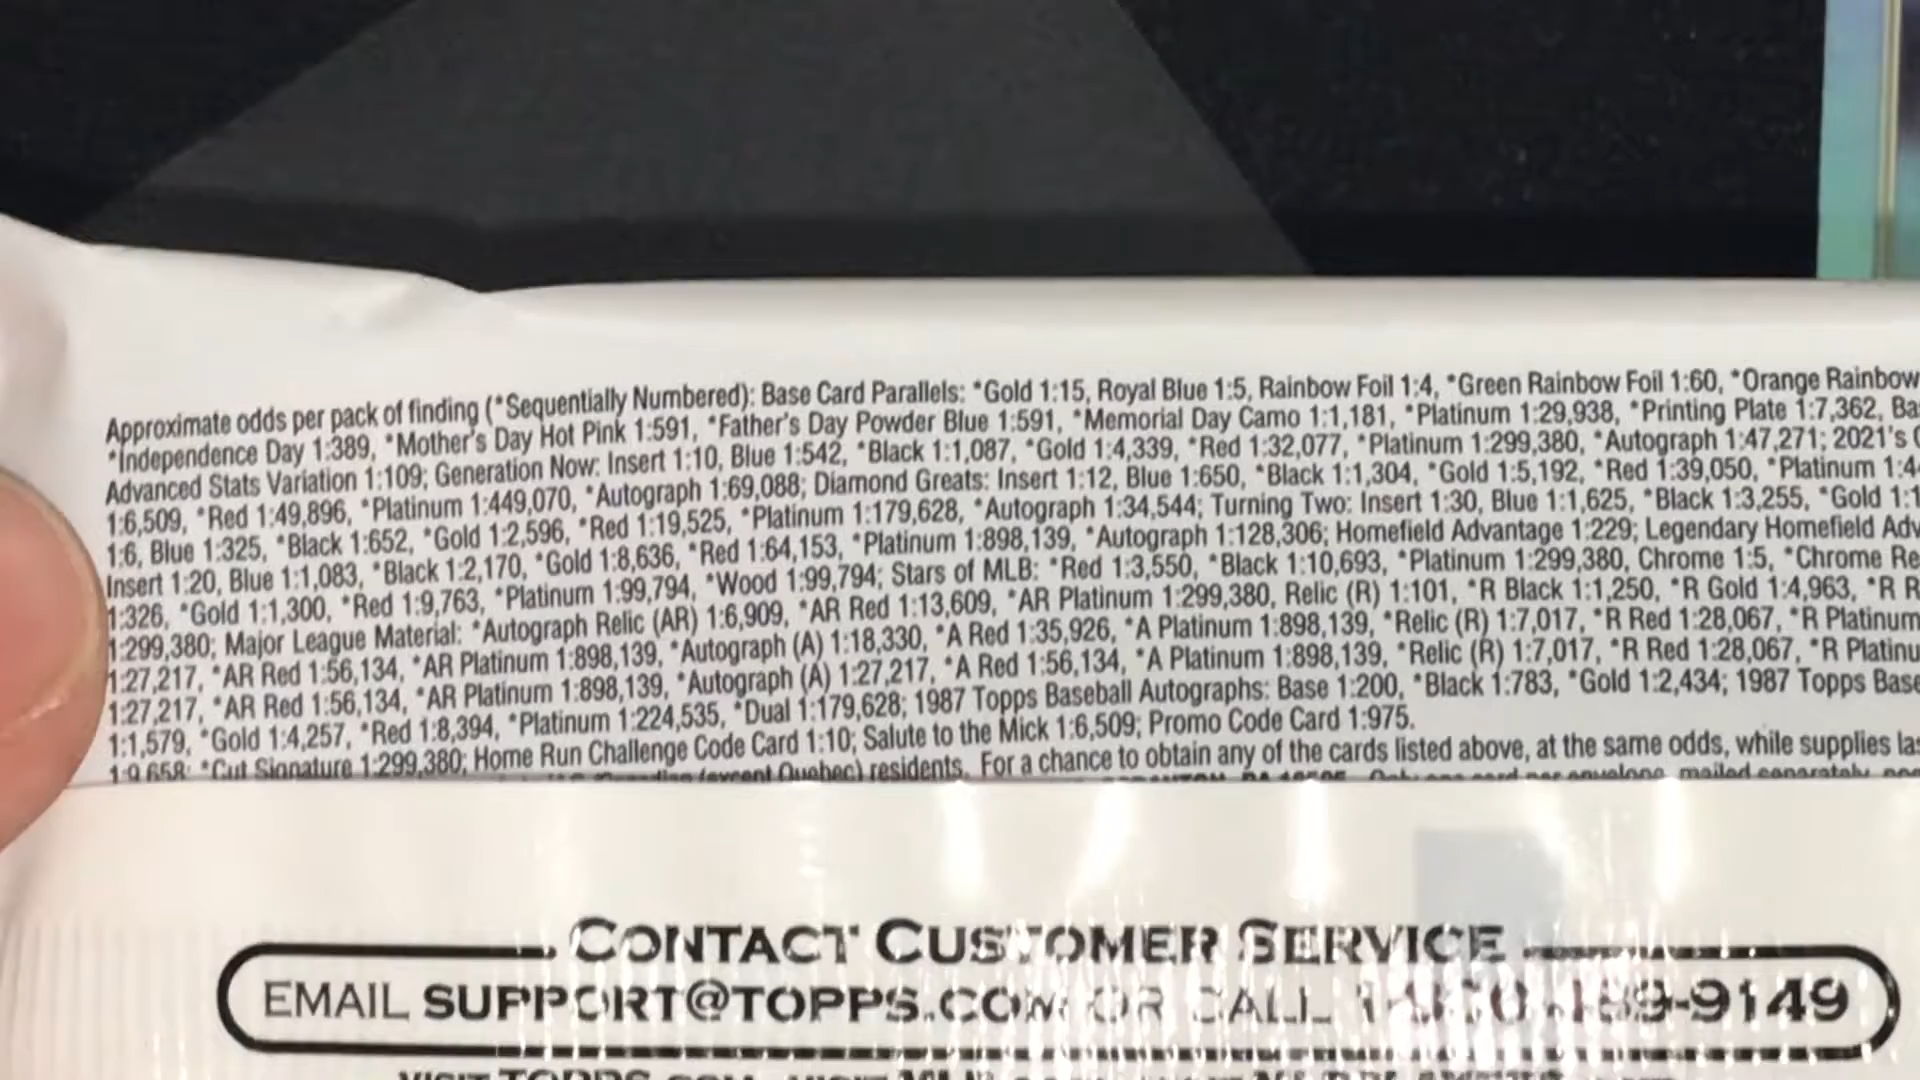 Approximate odds per pack of finding (*Sequentially Numbered): Base Card Parallels: *Gold 1:15, Royal Blue 1:5, Rainbow Foil 1:4, *Green Rainbow Foil 1:60, *Orange Rainbow
*Independence Day 1:389, *Mother's Day Hot Pink 1:591, *Father's Day Powder Blue 1:591, *Memorial Day Camo 1:1,181, *Platinum 1:29,938, *Printing Plate 1:7,362, Ba
Advanced Stats Variation 1:109; Generation Now: Insert 1:10, Blue 1:542, *Black 1:1,087, *Gold 1:4,339, *Red 1:32,077, *Platinum 1:299,380, *Autograph 1:47,271; 2021's
1:6,509, *Red 1:49,896, *Platinum 1:449,070, *Autograph 1:69,088; Diamond Greats: Insert 1:12, Blue 1:650, *Black 1:1,304, *Gold 1:5,192, *Red 1:39,050, *Platinum 1:4
1:6, Blue 1:325, *Black 1:652, *Gold 1:2,596, *Red 1:19,525, *Platinum 1:179,628, *Autograph 1:34,544; Turning Two: Insert 1:30, Blue 1:1,625, *Black 1:3,255, *Gold 1:1
Insert 1:20, Blue 1:1,083, *Black 1:2,170, *Gold 1:8,636, *Red 1:64,153, *Platinum 1:898,139, *Autograph 1:128,306; Homefield Advantage 1:229; Legendary Homefield Adv
1:326, *Gold 1:1,300, *Red 1:9,763, *Platinum 1:99,794, *Wood 1:99,794; Stars of MLB: *Red 1:3,550, *Black 1:10,693, *Platinum 1:299,380, Chrome 1:5, *Chrome Re
1:299,380; Major League Material: *Autograph Relic (AR) 1:6,909, *AR Red 1:13,609, *AR Platinum 1:299,380, Relic (R) 1:101, *R Black 1:1,250, *R Gold 1:4,963, *R R
1:27,217, *AR Red 1:56,134, *AR Platinum 1:898,139, *Autograph (A) 1:18,330, *A Red 1:35,926, *A Platinum 1:898,139, *Relic (R) 1:7,017, *R Red 1:28,067, *R Platinum
1:27,217, *AR Red 1:56,134, *AR Platinum 1:898,139, *Autograph (A) 1:27,217, *A Red 1:56,134, *A Platinum 1:898,139, *Relic (R) 1:7,017, *R Red 1:28,067, *R Platinu
1:1,579, *Gold 1:4,257, *Red 1:8,394, *Platinum 1:224,535, *Dual 1:179,628; 1987 Topps Baseball Autographs: Base 1:200, *Black 1:783, *Gold 1:2,434; 1987 Topps Base
1:9,658; *Cut Signature 1:299,380; Home Run Challenge Code Card 1:10; Salute to the Mick 1:6,509; Promo Code Card 1:975.
(except Quebec) residents. For a chance to obtain any of the cards listed above, at the same odds, while supplies las
Only one card per envelope, mailed separately,
CONTACT CUSTOMER SERVICE
EMAIL SUPPORT@TOPPS.COM OR CALL
VISIT TOPPS.COM